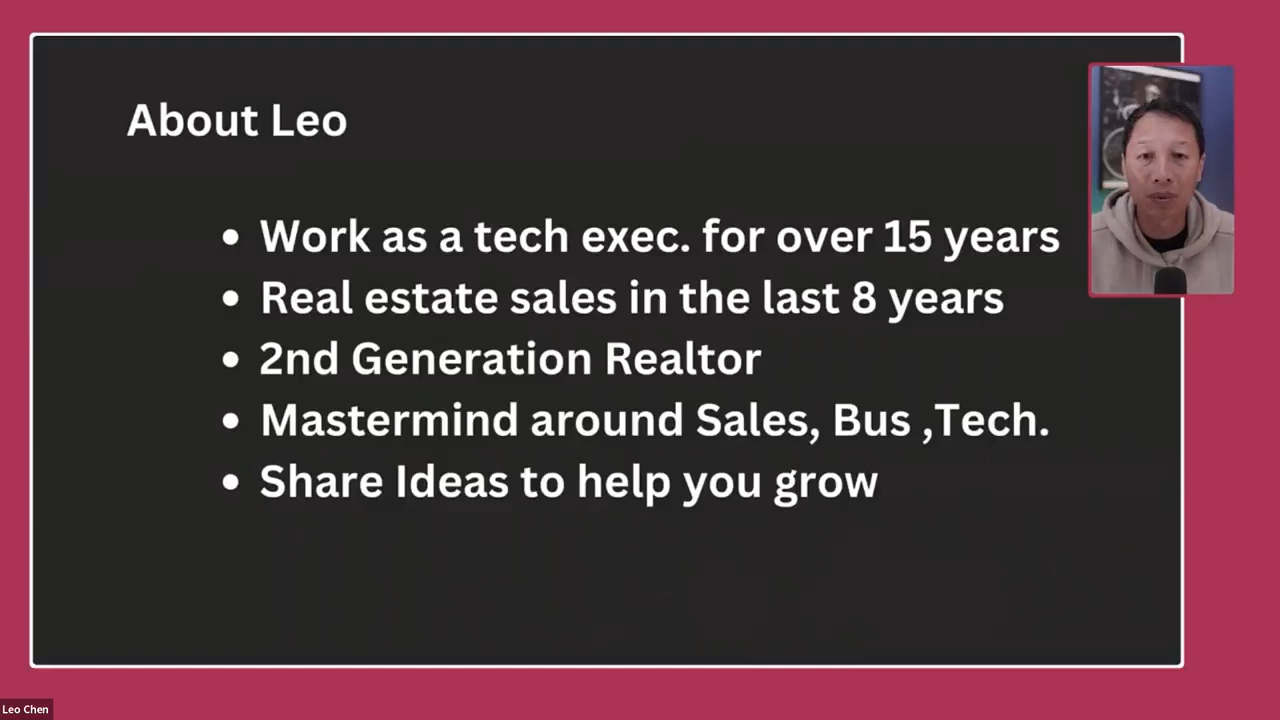 About Leo
Work as a tech exec. for over 15 years
Real estate sales in the last 8 years
2nd Generation Realtor
Mastermind around Sales, Bus ,Tech.
Share Ideas to help you grow
Leo Chen